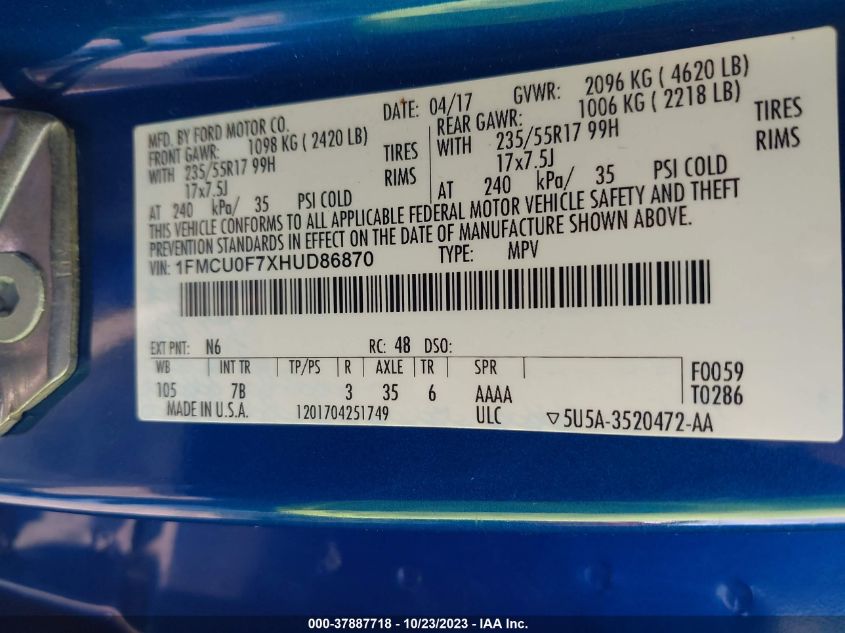 MFD. BY FORD MOTOR CO. DATE: 04/17 GVWR: 2096 KG ( 4620 LB)
FRONT GAWR: 1098 KG ( 2420 LB) REAR GAWR: 1006 KG ( 2218 LB)
WITH 235/55R17 99H TIRES WITH 235/55R17 99H TIRES
17x7.5J RIMS 17x7.5J RIMS
AT 240 kPa/ 35 PSI COLD AT 240 kPa/ 35 PSI COLD
THIS VEHICLE CONFORMS TO ALL APPLICABLE FEDERAL MOTOR VEHICLE SAFETY AND THEFT
PREVENTION STANDARDS IN EFFECT ON THE DATE OF MANUFACTURE SHOWN ABOVE.
VIN: 1FMCU0F7XHUD86870 TYPE: MPV
EXT PNT: N6 RC: 48 DSO:
WB INT TR TP/PS R AXLE TR SPR F0059
105 7B 3 35 6 AAAA T0286
MADE IN U.S.A. 1201704251749 ULC ▽5U5A-3520472-AA
000-37887718 - 10/23/2023 - IAA Inc.